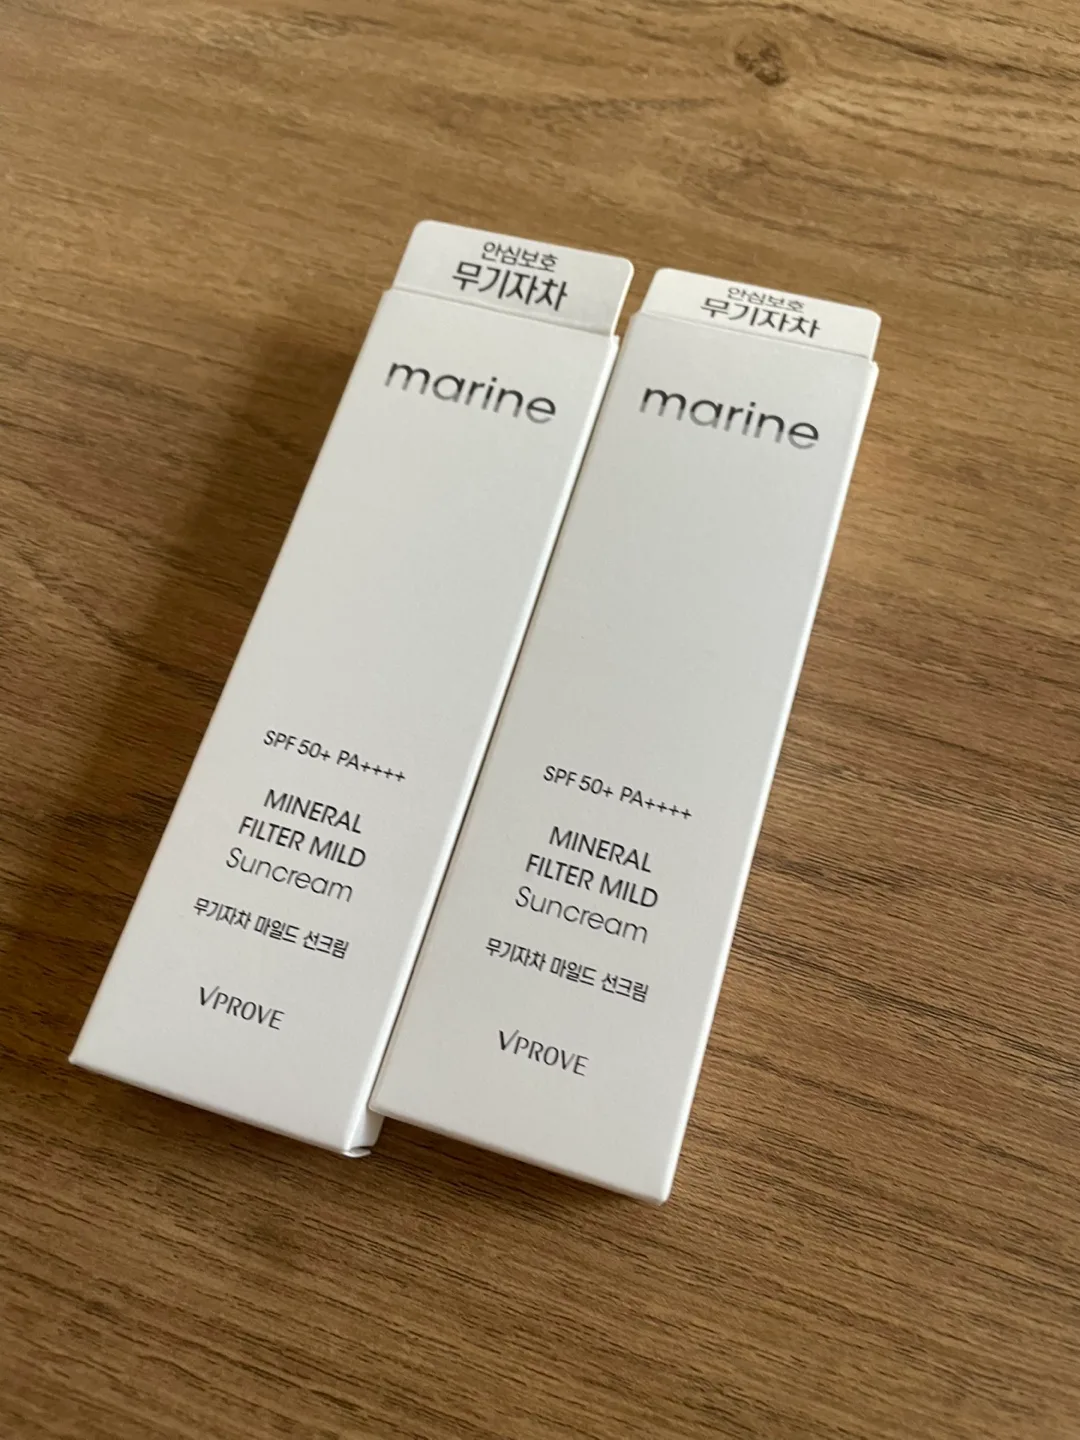 안심보호
무기자차
marine
SPF 50+ PA++++
MINERAL
FILTER MILD
Suncream
무기자차 마일드 선크림
VPROVE
안심보호
무기자차
marine
SPF 50+ PA++++
MINERAL
FILTER MILD
Suncream
무기자차 마일드 선크림
VPROVE